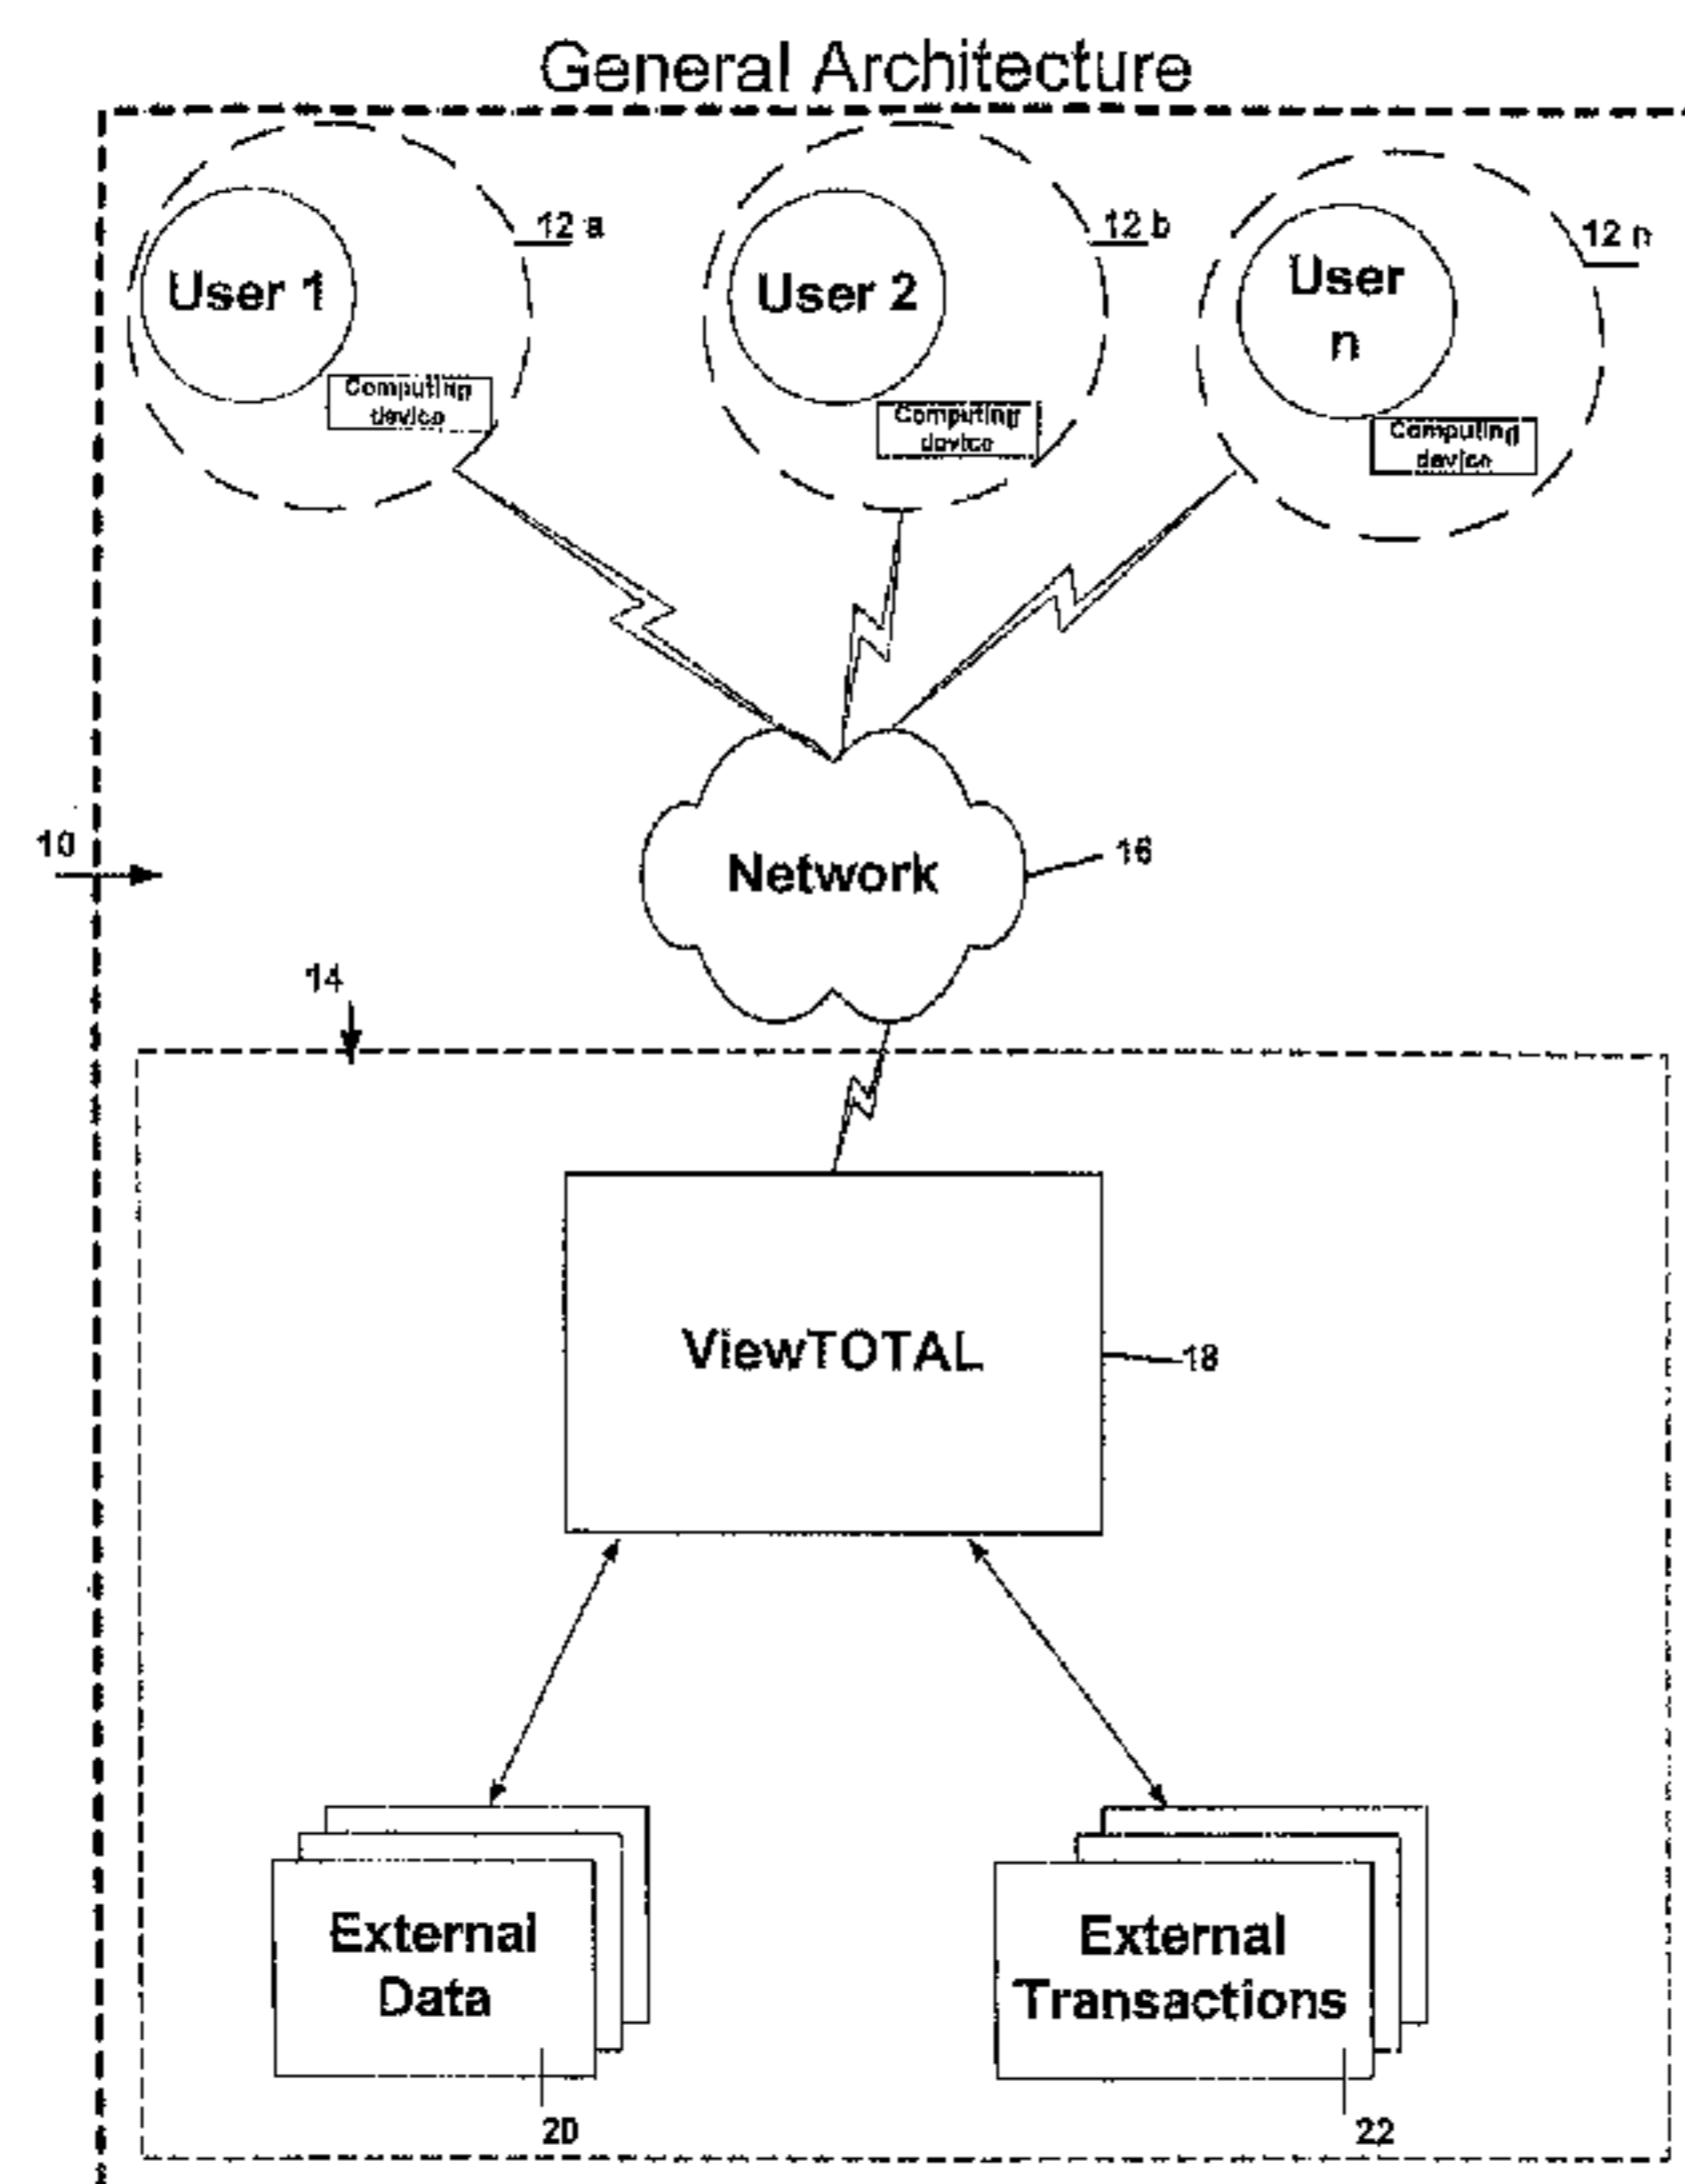 General Architecture
12 a
12 b
12 n
User 1
User 2
User
n
Computing
device
Computing
device
Computing
device
10
Network
16
14
ViewTOTAL
18
External
Data
External
Transactions
20
22